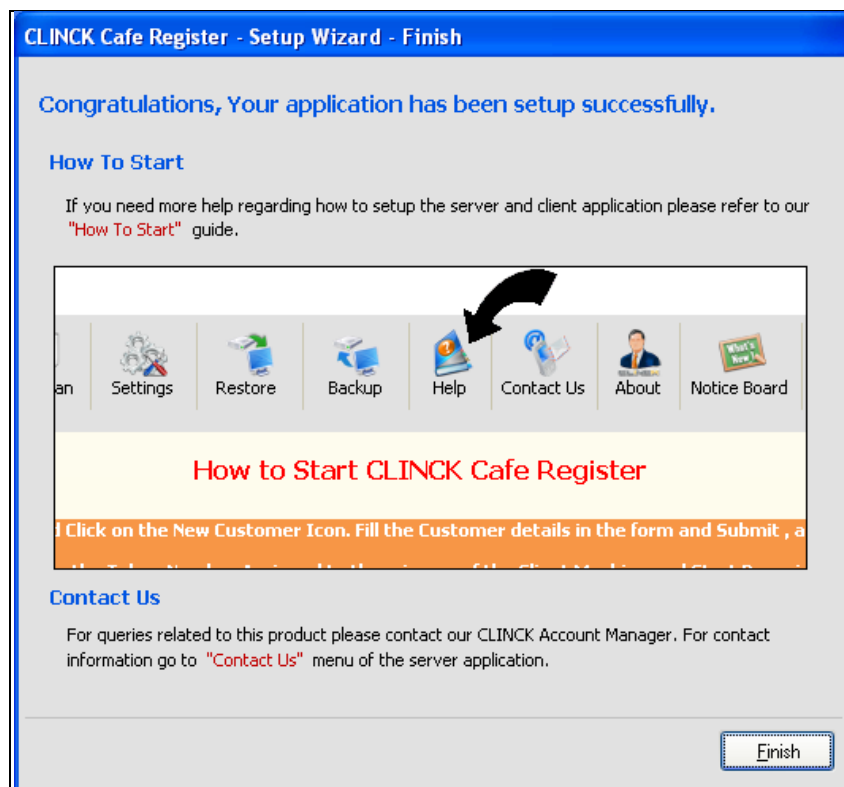 CLINCK Cafe Register - Setup Wizard - Finish
Congratulations, Your application has been setup successfully.
How To Start
If you need more help regarding how to setup the server and client application please refer to our
"How To Start" guide.
an Settings Restore Backup Help Contact Us About Notice Board
What's New
How to Start CLINCK Cafe Register
d Click on the New Customer Icon. Fill the Customer details in the form and Submit , a
Contact Us
For queries related to this product please contact our CLINCK Account Manager. For contact
information go to "Contact Us" menu of the server application.
Finish